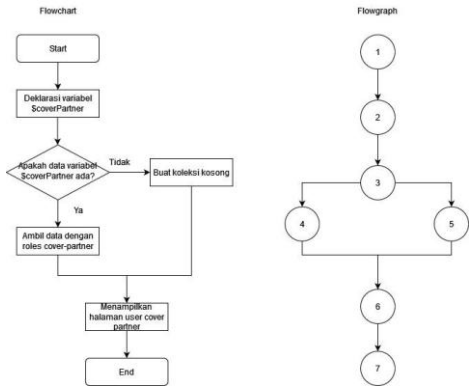 Flowchart
Flowgraph
Start
Deklarasi variabel
$coverPartner
Apakah data variabel
$coverPartner ada?
Tidak
Buat koleksi kosong
Ya
Ambil data dengan
roles cover-partner
Menampilkan
halaman user cover
partner
End
1
2
3
4
5
6
7